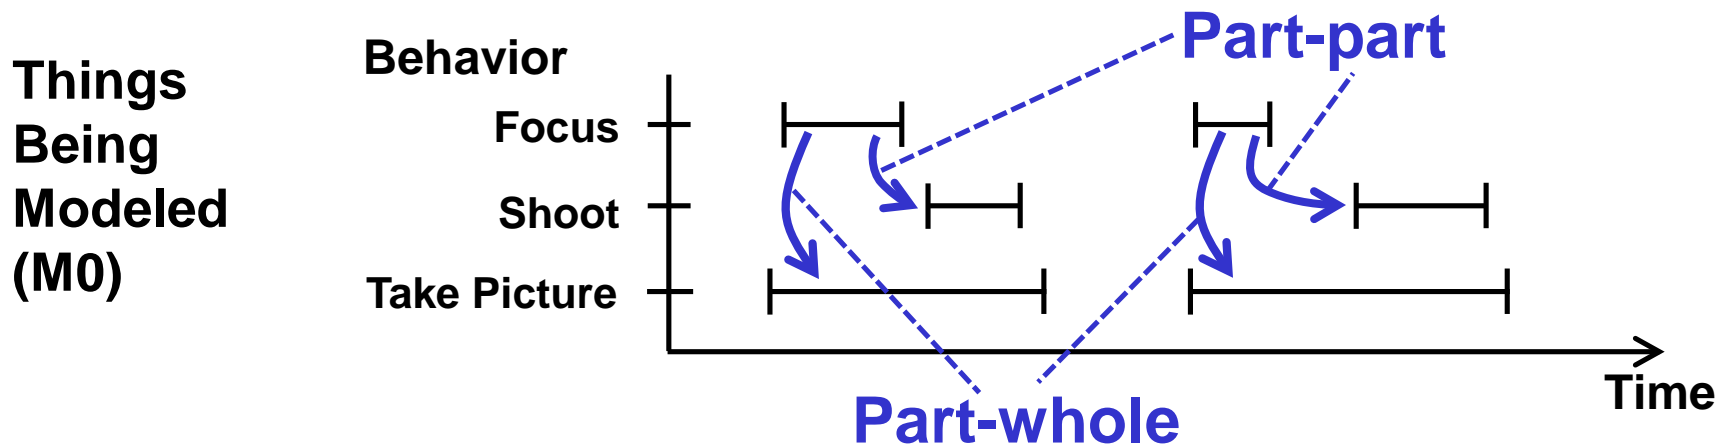 Things
Being
Modeled
(M0)
Behavior
Focus
Shoot
Take Picture
Part-part
Part-whole
Time